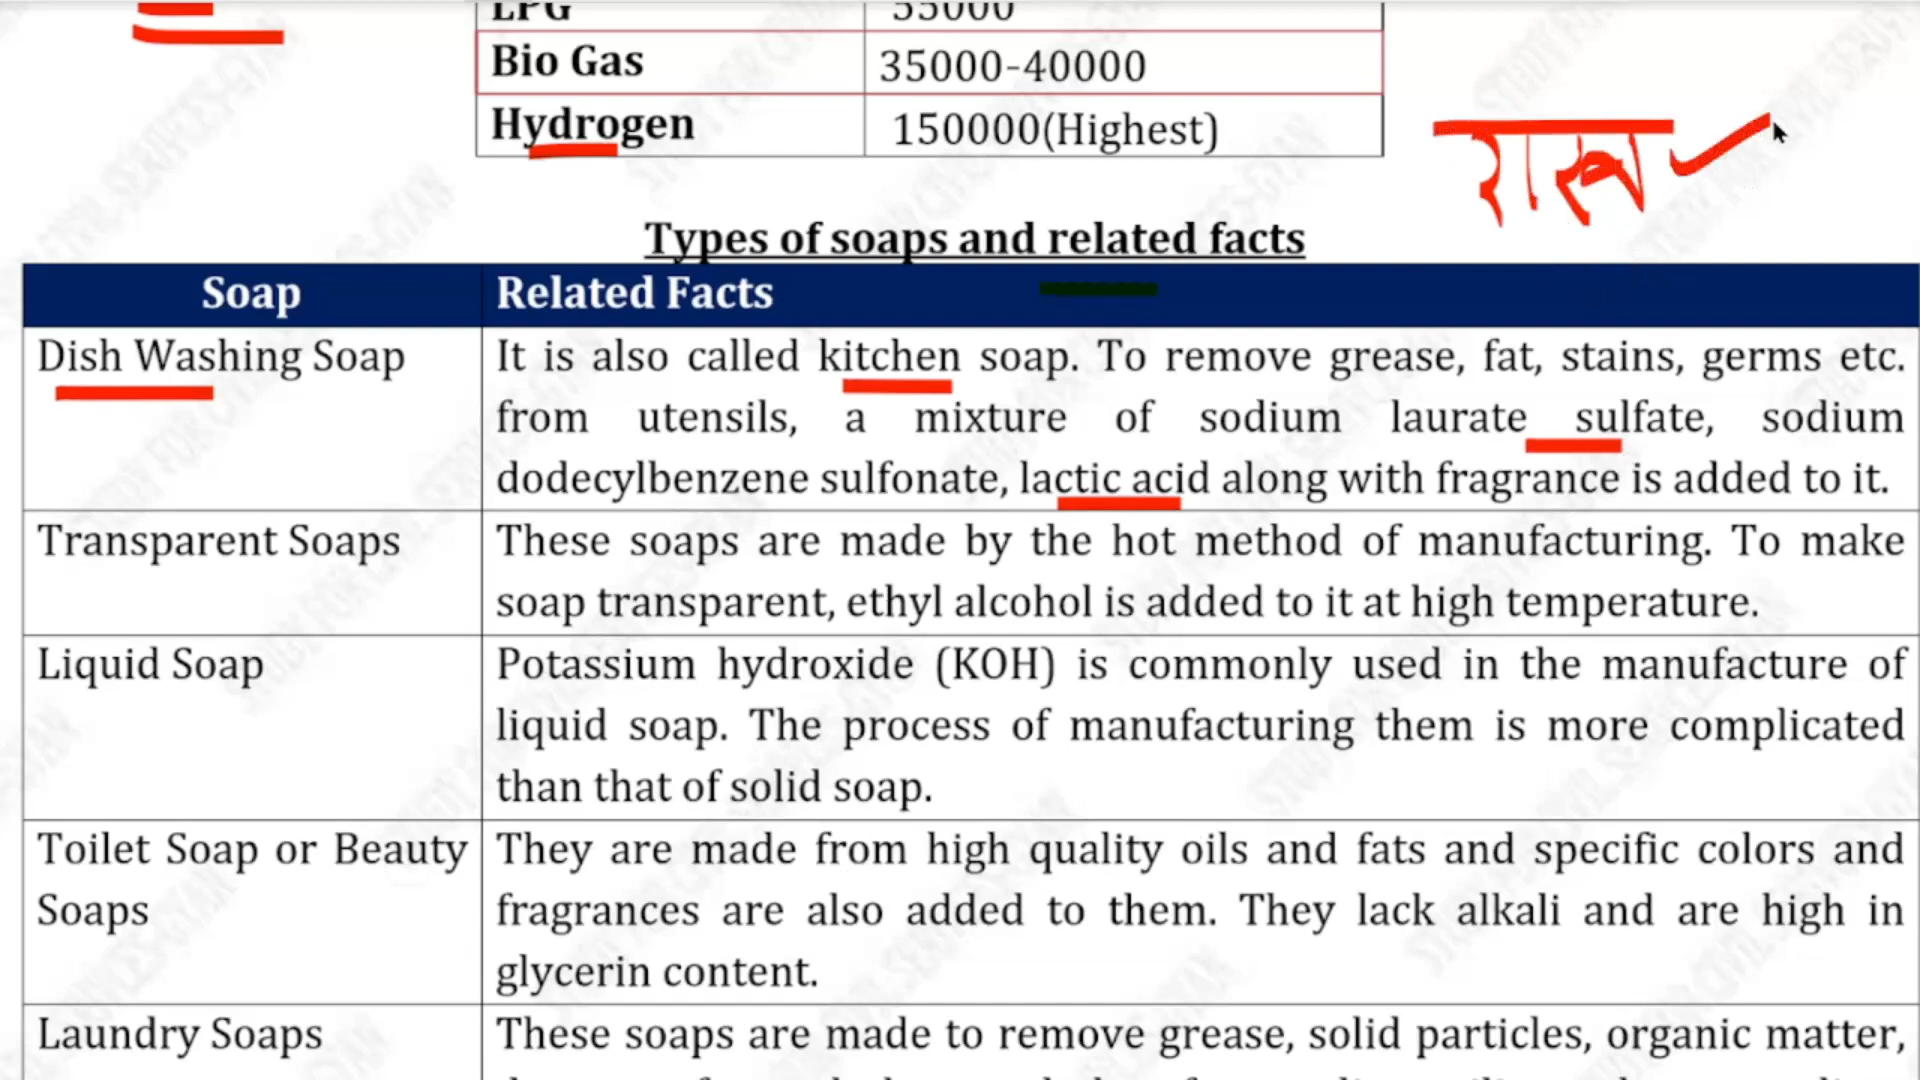 LPG 55000
Bio Gas 35000-40000
Hydrogen 150000(Highest)
राख
Types of soaps and related facts
Soap Related Facts
Dish Washing Soap It is also called kitchen soap. To remove grease, fat, stains, germs etc.
from utensils, a mixture of sodium laurate sulfate, sodium
dodecylbenzene sulfonate, lactic acid along with fragrance is added to it.
Transparent Soaps These soaps are made by the hot method of manufacturing. To make
soap transparent, ethyl alcohol is added to it at high temperature.
Liquid Soap Potassium hydroxide (KOH) is commonly used in the manufacture of
liquid soap. The process of manufacturing them is more complicated
than that of solid soap.
Toilet Soap or Beauty They are made from high quality oils and fats and specific colors and
Soaps fragrances are also added to them. They lack alkali and are high in
glycerin content.
Laundry Soaps These soaps are made to remove grease, solid particles, organic matter,